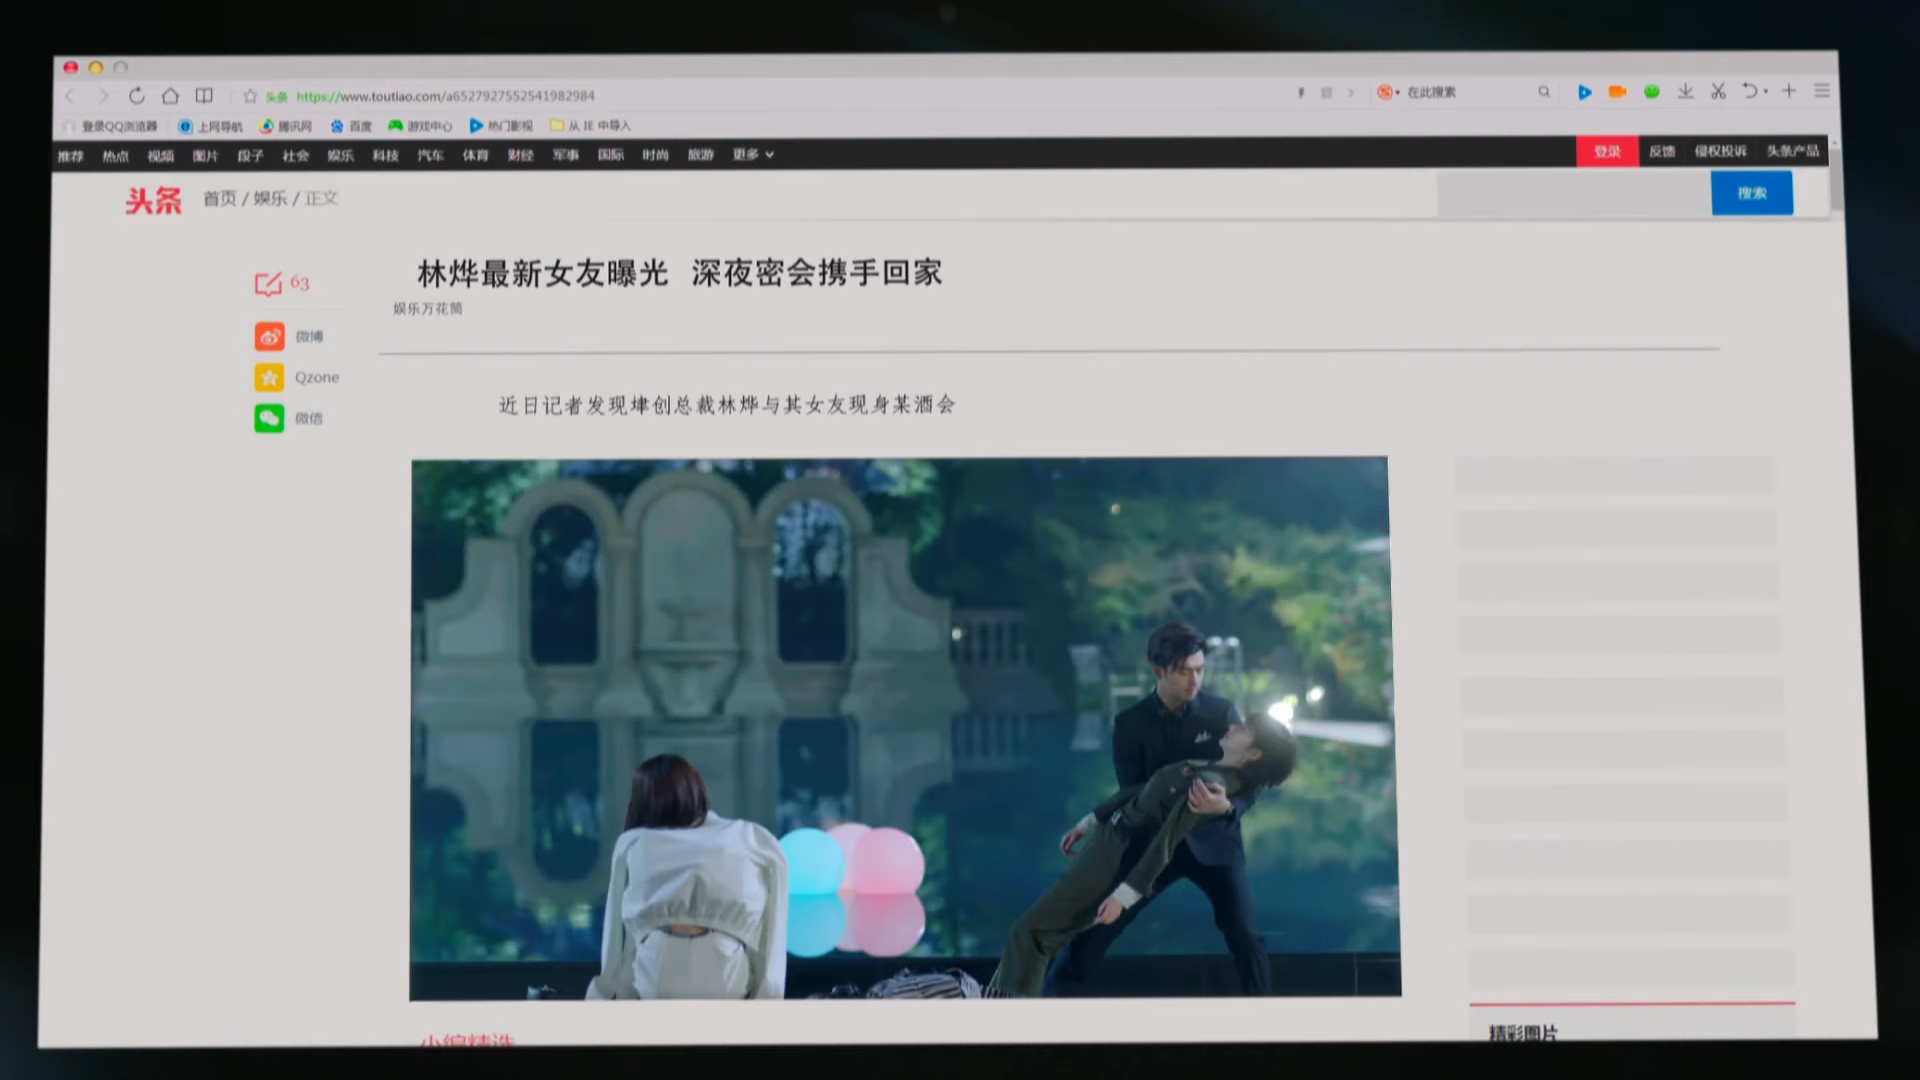 头条 https://www.toutiao.com/a6527927552541982984
在此搜索
登录QQ浏览器 上网导航 腾讯网 百度 游戏中心 热门影视 从 IE 中导入
推荐 热点 视频 图片 段子 社会 娱乐 科技 汽车 体育 财经 军事 国际 时尚 旅游 更多
登录 反馈 侵权投诉 头条产品
头条 首页 / 娱乐 / 正文
搜索
林烨最新女友曝光 深夜密会携手回家
娱乐万花筒
63
微博
Qzone
微信
近日记者发现垏创总裁林烨与其女友现身某酒会
小编精选
精彩图片